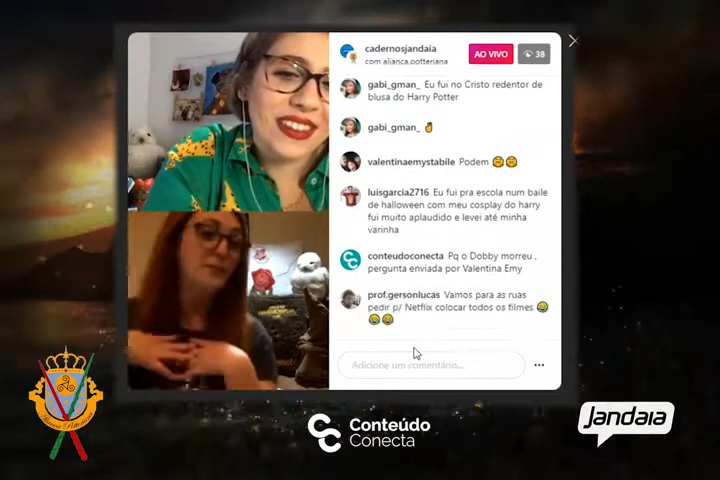 cadernosjandaia
com aliança.potteriana
AO VIVO
38
gabi_gman_ Eu fui no Cristo redentor de
blusa do Harry Potter
gabi_gman_
valentinaemystabile Podem 🤗🤗
luisgarcia2716 Eu fui pra escola num baile
de halloween com meu cosplay do harry
fui muito aplaudido e levei até minha
varinha
conteudoconecta Pq o Dobby morreu .
pergunta enviada por Valentina Emy
prof.gersonlucas Vamos para as ruas
pedir p/ Netflix colocar todos os filmes 😂
😂😂
Adicione um comentário...
Conteúdo
Conecta
Jandaia